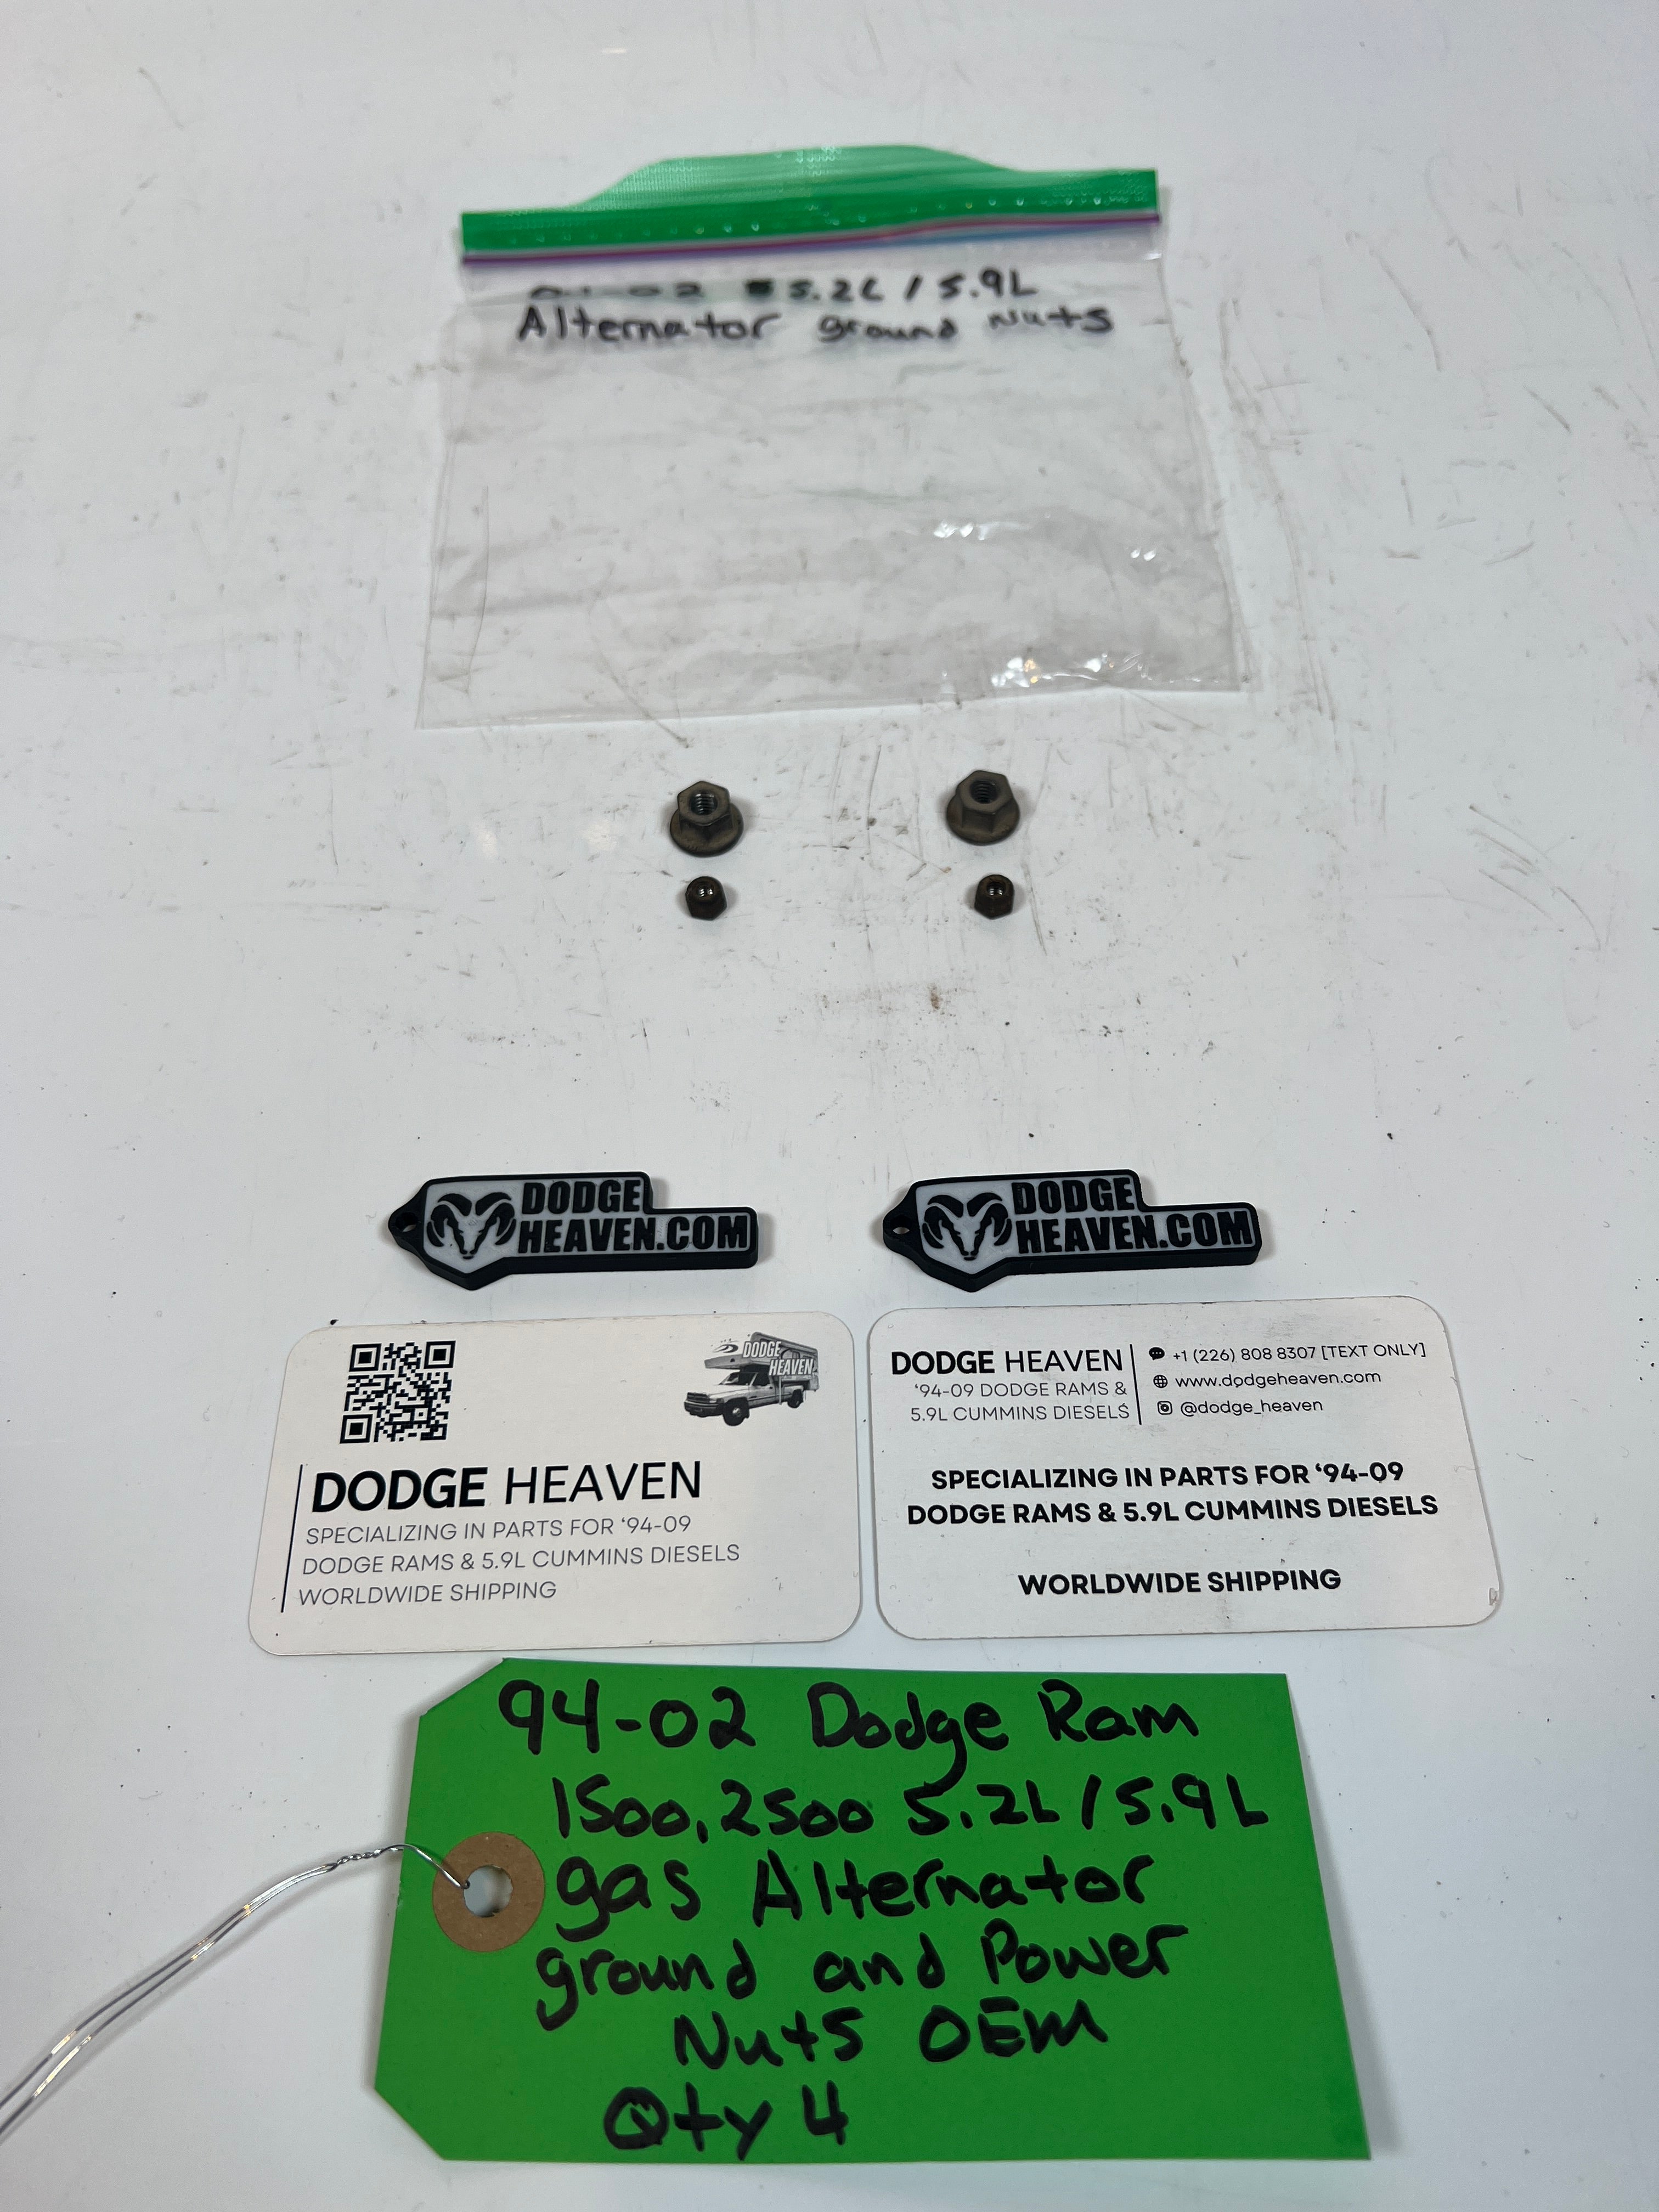 5.2L / 5.9L
Alternator ground Nuts
DODGE
HEAVEN.COM
DODGE
HEAVEN.COM
DODGE
HEAVEN
DODGE HEAVEN
SPECIALIZING IN PARTS FOR ‘94-09
DODGE RAMS & 5.9L CUMMINS DIESELS
WORLDWIDE SHIPPING
DODGE HEAVEN
‘94-09 DODGE RAMS &
5.9L CUMMINS DIESELS
+1 (226) 808 8307 [TEXT ONLY]
www.dodgeheaven.com
@dodge_heaven
SPECIALIZING IN PARTS FOR ‘94-09
DODGE RAMS & 5.9L CUMMINS DIESELS
WORLDWIDE SHIPPING
94-02 Dodge Ram
1500, 2500 5.2L / 5.9L
gas Alternator
ground and Power
Nuts OEM
Qty 4